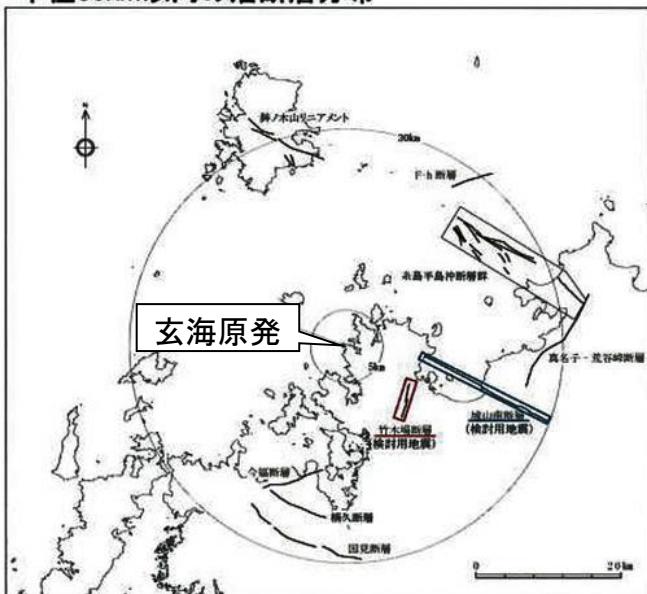 半径30km以内の活断層分布
N
鉢ノ木山リニアメント
30km
F-h断層
糸島半島沖断層群
玄海原発
5km
真名子-荒谷峠断層
竹木場断層
(検討用地震)
城山南断層
(検討用地震)
今福断層
楠久断層
国見断層
0 20km